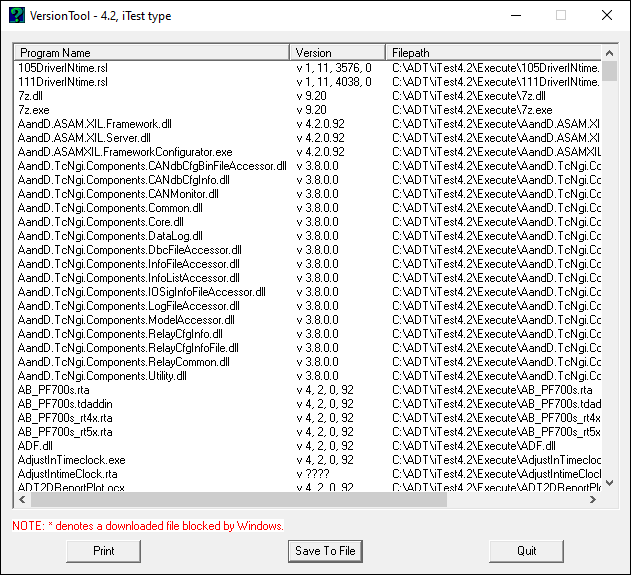 VersionTool - 4.2, iTest type
Program Name Version Filepath
105DriverINtime.rsl v 1, 11, 3576, 0 C:\ADT\iTest4.2\Execute\105DriverINtime.
111DriverINtime.rsl v 1, 11, 4038, 0 C:\ADT\iTest4.2\Execute\111DriverINtime.
7z.dll v 9.20 C:\ADT\iTest4.2\Execute\7z.dll
7z.exe v 9.20 C:\ADT\iTest4.2\Execute\7z.exe
AandD.ASAM.XIL.Framework.dll v 4.2.0.92 C:\ADT\iTest4.2\Execute\AandD.ASAM.XI
AandD.ASAM.XIL.Server.dll v 4.2.0.92 C:\ADT\iTest4.2\Execute\AandD.ASAM.XI
AandD.ASAMXIL.FrameworkConfigurator.exe v 4.2.0.92 C:\ADT\iTest4.2\Execute\AandD.ASAMXI
AandD.TcNgi.Components.CANdbCfgBinFileAccessor.dll v 3.8.0.0 C:\ADT\iTest4.2\Execute\AandD.TcNgi.Co
AandD.TcNgi.Components.CANdbCfgInfo.dll v 3.8.0.0 C:\ADT\iTest4.2\Execute\AandD.TcNgi.Co
AandD.TcNgi.Components.CANMonitor.dll v 3.8.0.0 C:\ADT\iTest4.2\Execute\AandD.TcNgi.Co
AandD.TcNgi.Components.Common.dll v 3.8.0.0 C:\ADT\iTest4.2\Execute\AandD.TcNgi.Co
AandD.TcNgi.Components.Core.dll v 3.8.0.0 C:\ADT\iTest4.2\Execute\AandD.TcNgi.Co
AandD.TcNgi.Components.DataLog.dll v 3.8.0.0 C:\ADT\iTest4.2\Execute\AandD.TcNgi.Co
AandD.TcNgi.Components.DbcFileAccessor.dll v 3.8.0.0 C:\ADT\iTest4.2\Execute\AandD.TcNgi.Co
AandD.TcNgi.Components.InfoFileAccessor.dll v 3.8.0.0 C:\ADT\iTest4.2\Execute\AandD.TcNgi.Co
AandD.TcNgi.Components.InfoListAccessor.dll v 3.8.0.0 C:\ADT\iTest4.2\Execute\AandD.TcNgi.Co
AandD.TcNgi.Components.IOSigInfoFileAccessor.dll v 3.8.0.0 C:\ADT\iTest4.2\Execute\AandD.TcNgi.Co
AandD.TcNgi.Components.LogFileAccessor.dll v 3.8.0.0 C:\ADT\iTest4.2\Execute\AandD.TcNgi.Co
AandD.TcNgi.Components.ModelAccessor.dll v 3.8.0.0 C:\ADT\iTest4.2\Execute\AandD.TcNgi.Co
AandD.TcNgi.Components.RelayCfgInfo.dll v 3.8.0.0 C:\ADT\iTest4.2\Execute\AandD.TcNgi.Co
AandD.TcNgi.Components.RelayCfgInfoFile.dll v 3.8.0.0 C:\ADT\iTest4.2\Execute\AandD.TcNgi.Co
AandD.TcNgi.Components.RelayCommon.dll v 3.8.0.0 C:\ADT\iTest4.2\Execute\AandD.TcNgi.Co
AandD.TcNgi.Components.Utility.dll v 3.8.0.0 C:\ADT\iTest4.2\Execute\AandD.TcNgi.Co
AB_PF700s.rta v 4, 2, 0, 92 C:\ADT\iTest4.2\Execute\AB_PF700s.rta
AB_PF700s.tdaddin v 4, 2, 0, 92 C:\ADT\iTest4.2\Execute\AB_PF700s.tdad
AB_PF700s_rt4x.rta v 4, 2, 0, 92 C:\ADT\iTest4.2\Execute\AB_PF700s_rt4x
AB_PF700s_rt5x.rta v 4, 2, 0, 92 C:\ADT\iTest4.2\Execute\AB_PF700s_rt5x
ADF.dll v 4, 2, 0, 92 C:\ADT\iTest4.2\Execute\ADF.dll
AdjustInTimeclock.exe v 4, 2, 0, 92 C:\ADT\iTest4.2\Execute\AdjustInTimeclo
AdjustIntimeClock.rta v ???? C:\ADT\iTest4.2\Execute\AdjustIntimeCloc
ADT2DReportPlot.ocx v 4, 2, 0, 92 C:\ADT\iTest4.2\Execute\ADT2DReportPl
NOTE: * denotes a downloaded file blocked by Windows.
Print Save To File Quit